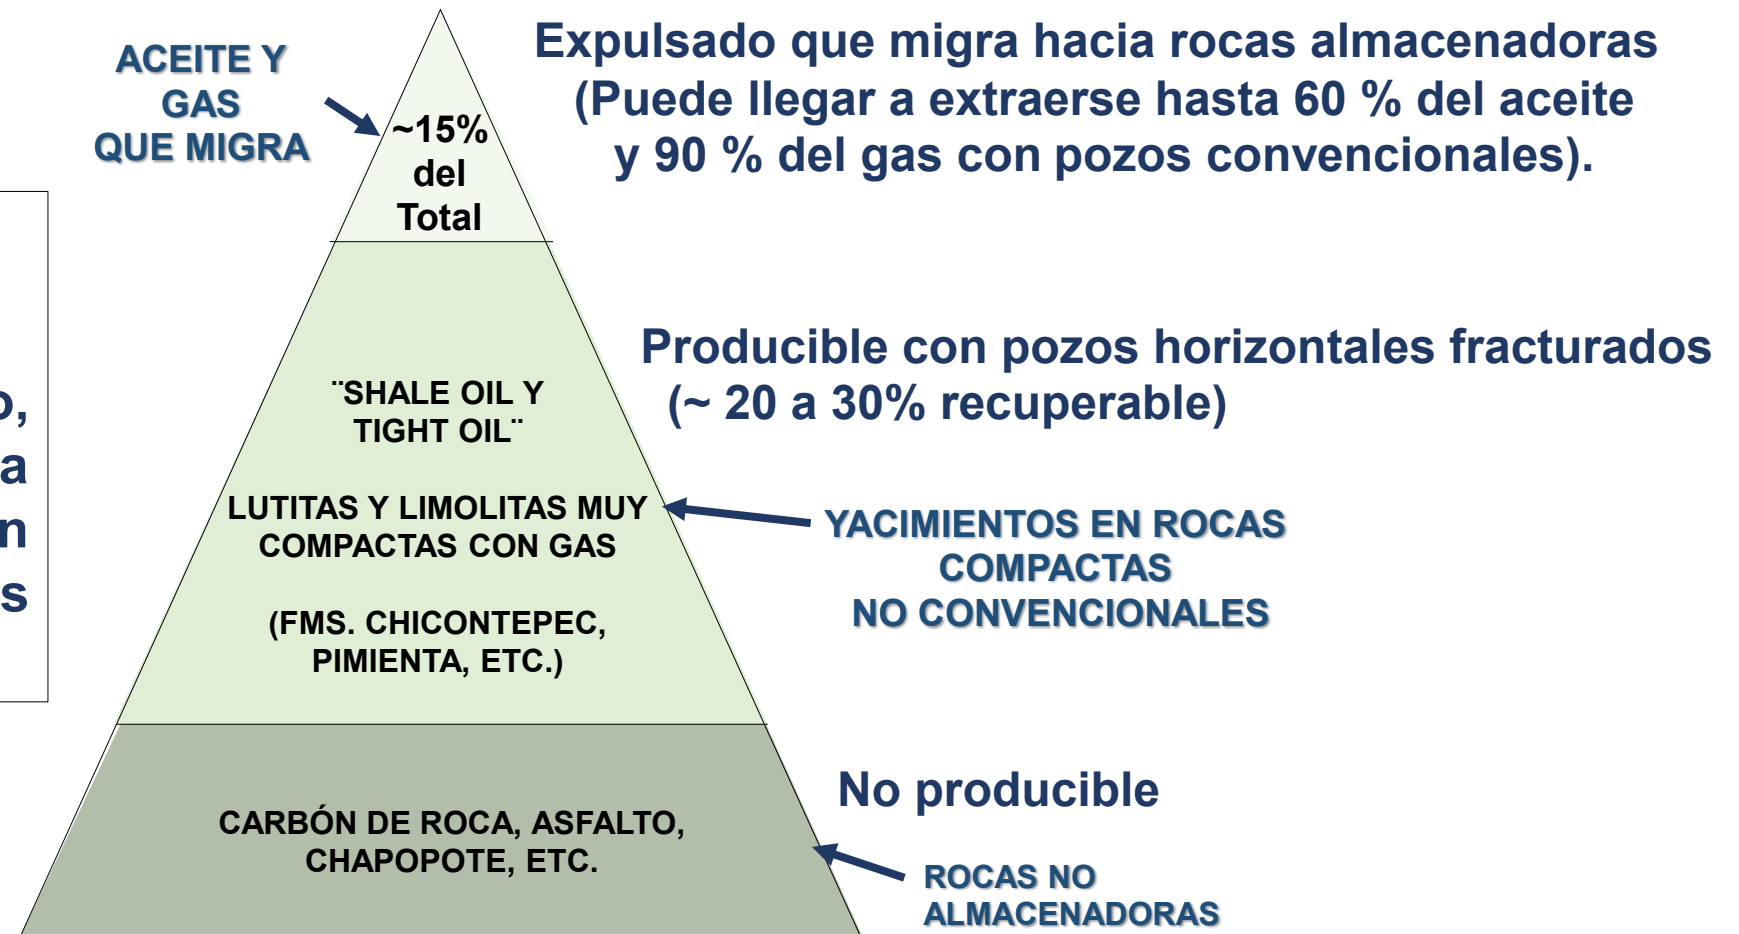 ACEITE Y
GAS
QUE MIGRA
Expulsado que migra hacia rocas almacenadoras
(Puede llegar a extraerse hasta 60 % del aceite
y 90 % del gas con pozos convencionales).
~15%
del
Total
o,
a
n
s
Producible con pozos horizontales fracturados
(~ 20 a 30% recuperable)
¨SHALE OIL Y
TIGHT OIL¨
LUTITAS Y LIMOLITAS MUY
COMPACTAS CON GAS
(FMS. CHICONTEPEC,
PIMIENTA, ETC.)
YACIMIENTOS EN ROCAS
COMPACTAS
NO CONVENCIONALES
No producible
CARBÓN DE ROCA, ASFALTO,
CHAPOPOTE, ETC.
ROCAS NO
ALMACENADORAS